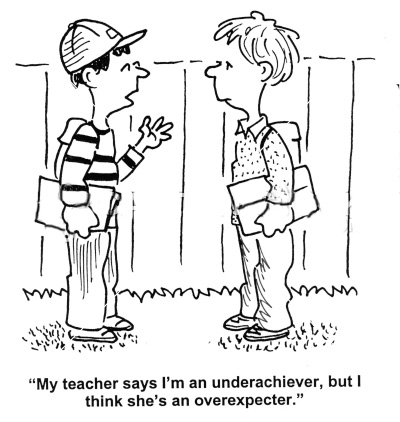 “My teacher says I’m an underachiever, but I
think she’s an overexpecter.”